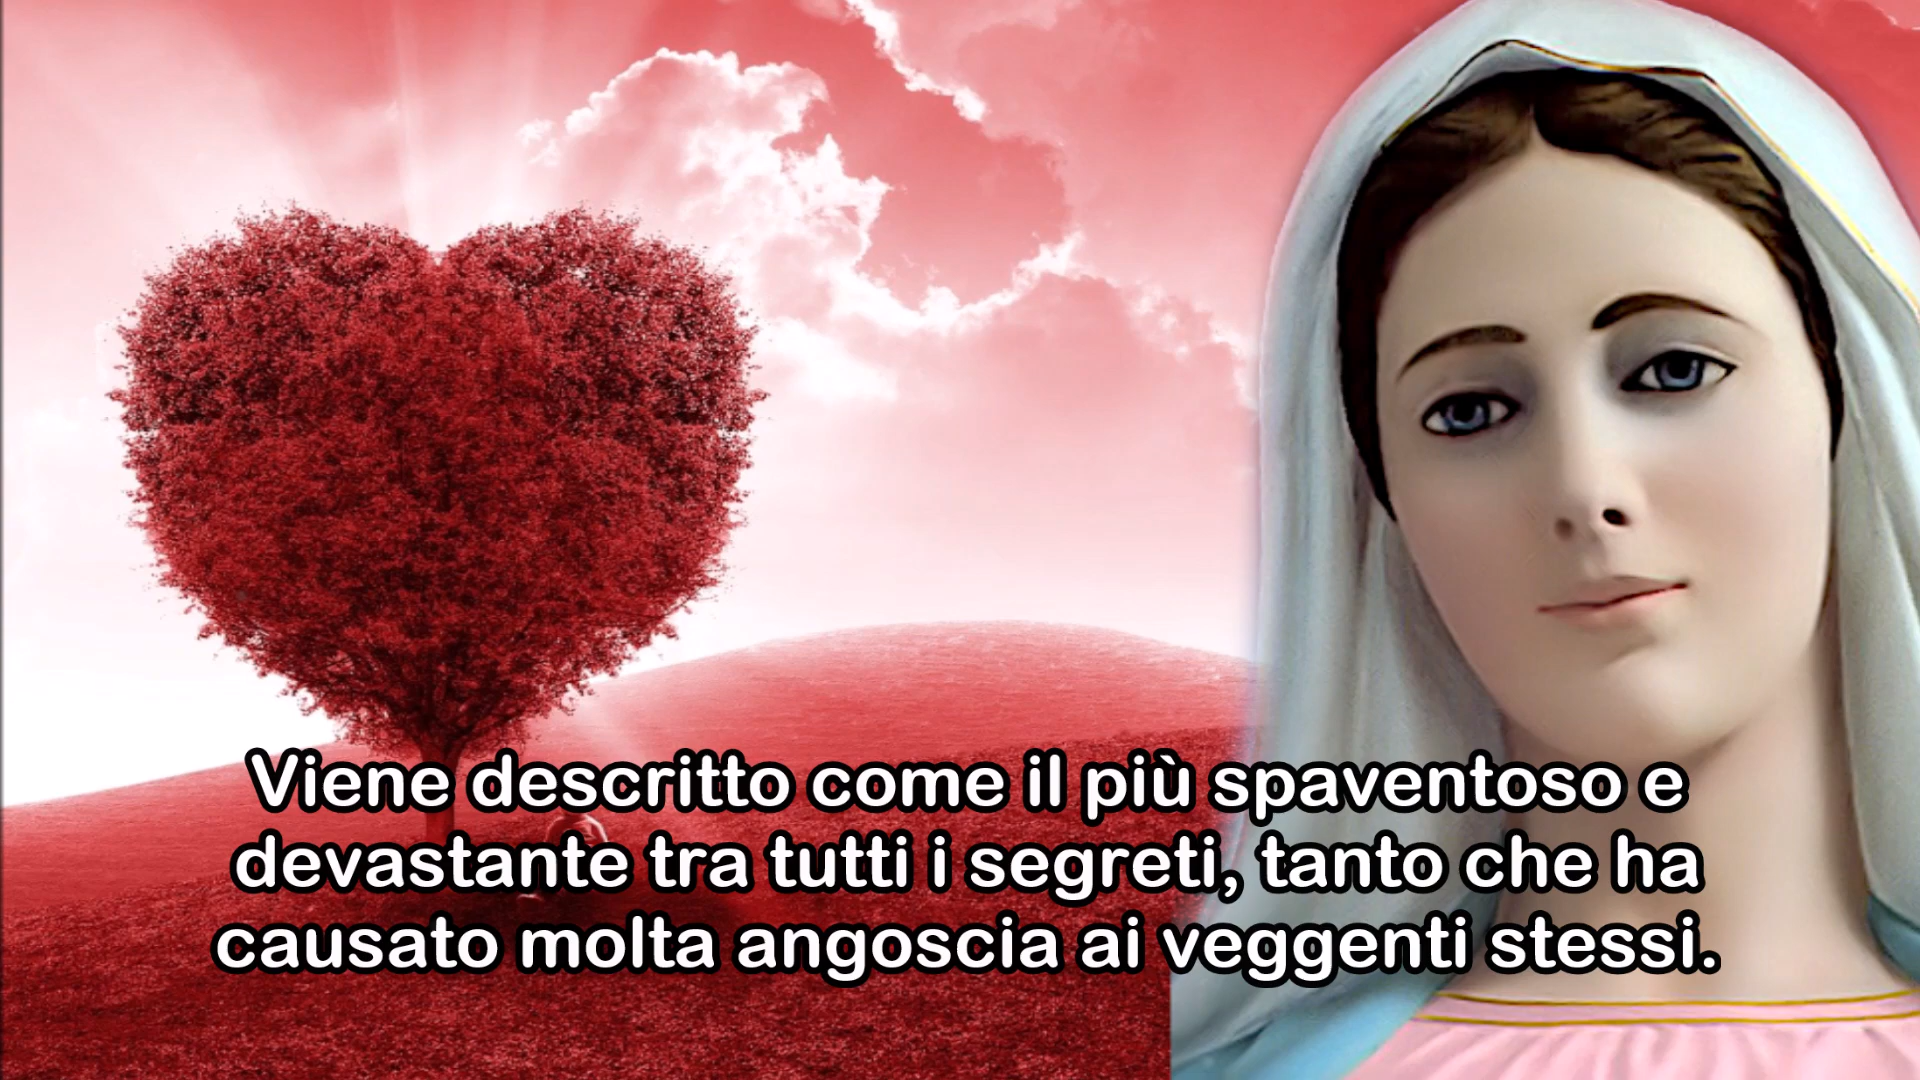 Viene descritto come il più spaventoso e
devastante tra tutti i segreti, tanto che ha
causato molta angoscia ai veggenti stessi.